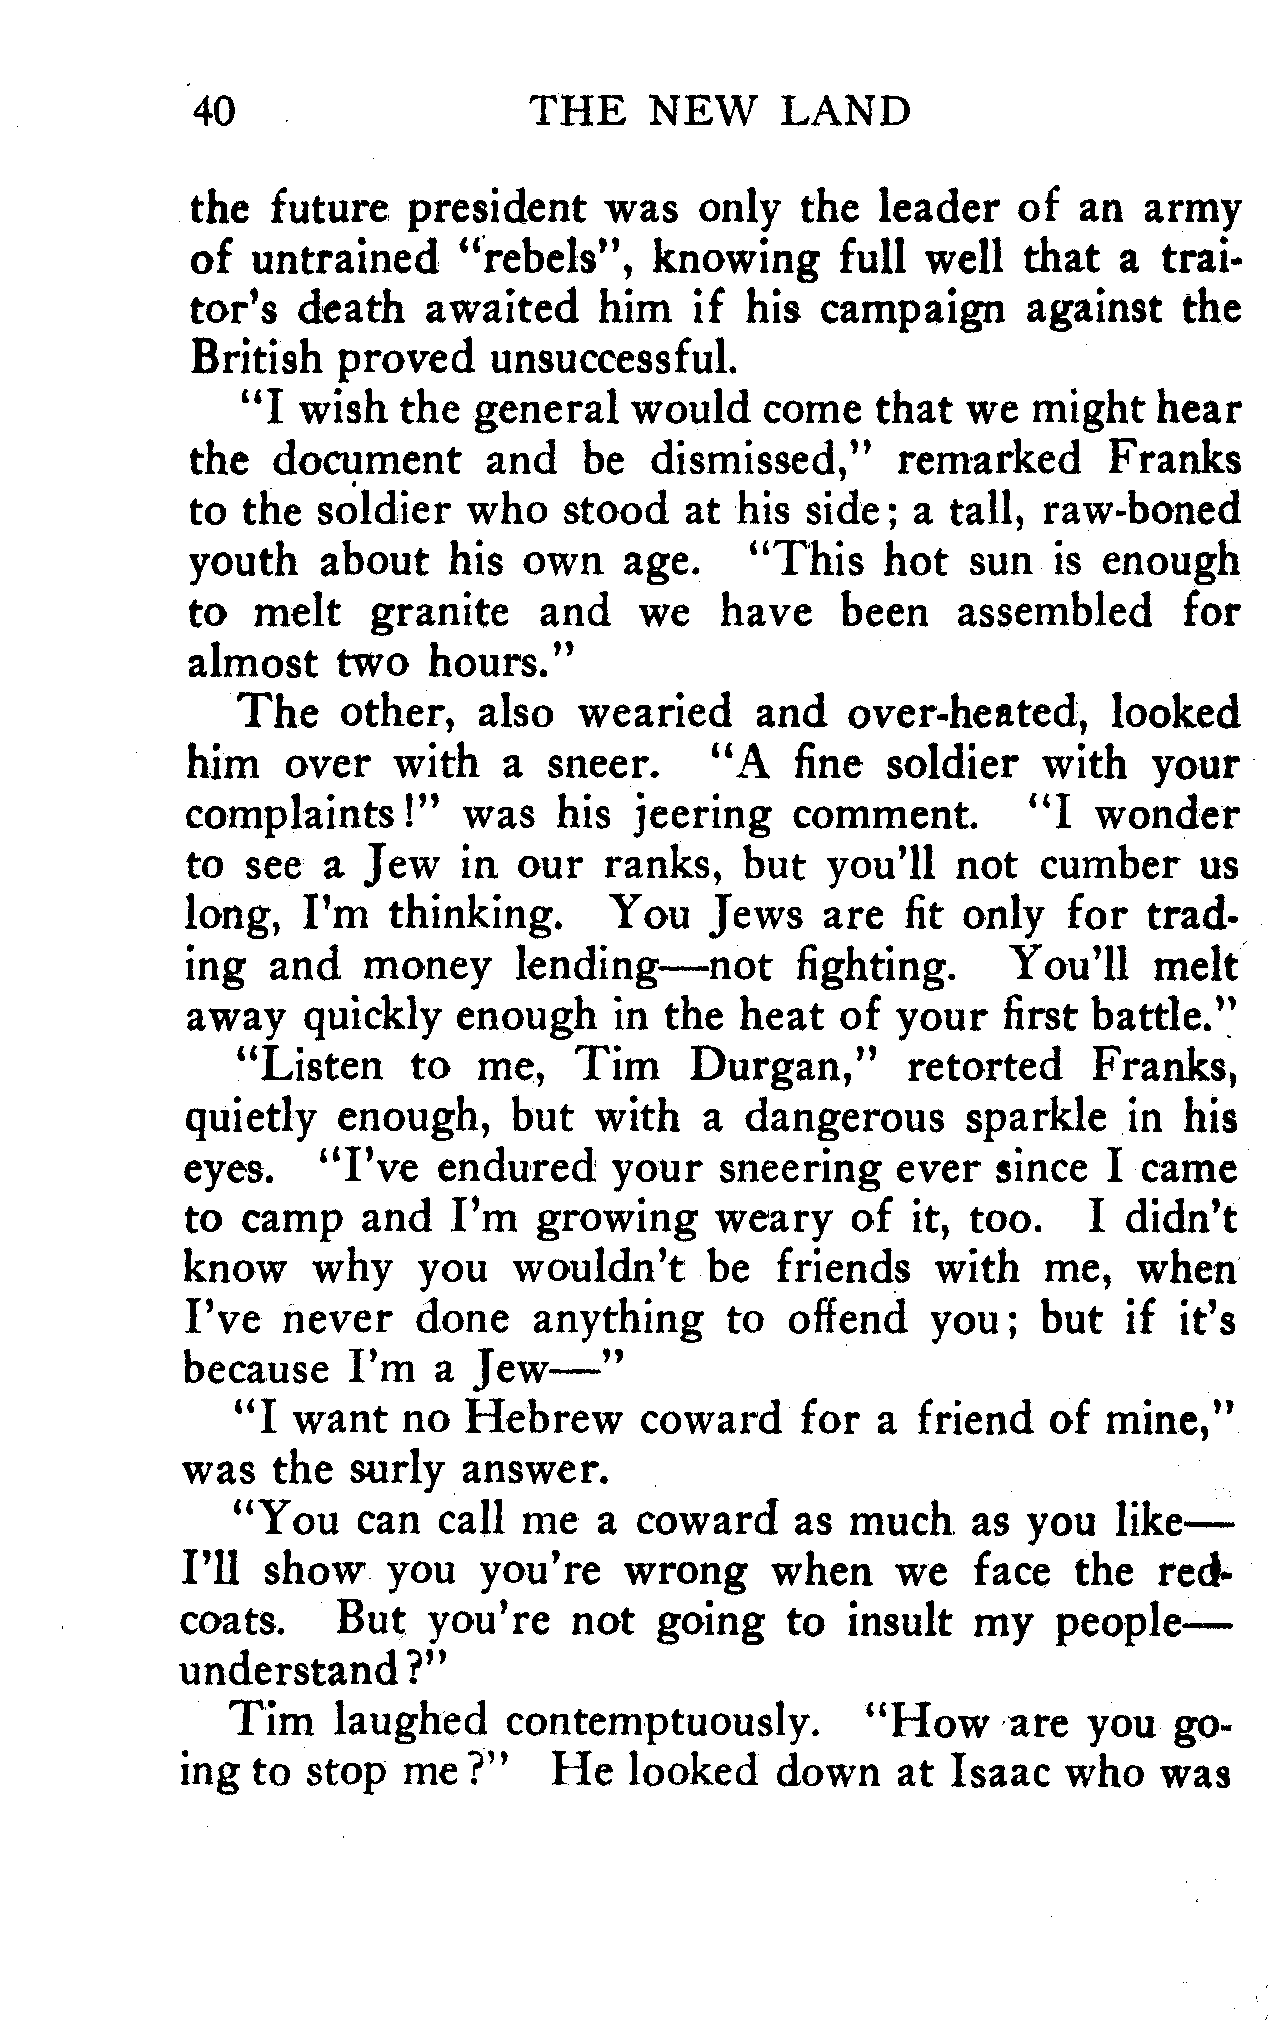 40 THE NEW LAND
the future president was only the leader of an army
of untrained "rebels", knowing full well that a trai-
tor's death awaited him if his campaign against the
British proved unsuccessful.
"I wish the general would come that we might hear
the document and be dismissed," remarked Franks
to the soldier who stood at his side; a tall, raw-boned
youth about his own age. "This hot sun is enough
to melt granite and we have been assembled for
almost two hours."
The other, also wearied and over-heated, looked
him over with a sneer. "A fine soldier with your
complaints!" was his jeering comment. "I wonder
to see a Jew in our ranks, but you'll not cumber us
long, I'm thinking. You Jews are fit only for trad-
ing and money lending—not fighting. You'll melt
away quickly enough in the heat of your first battle."
"Listen to me, Tim Durgan," retorted Franks,
quietly enough, but with a dangerous sparkle in his
eyes. "I've endured your sneering ever since I came
to camp and I'm growing weary of it, too. I didn't
know why you wouldn't be friends with me, when
I've never done anything to offend you; but if it's
because I'm a Jew—"
"I want no Hebrew coward for a friend of mine,"
was the surly answer.
"You can call me a coward as much as you like—
I'll show you you're wrong when we face the red-
coats. But you're not going to insult my people—
understand?"
Tim laughed contemptuously. "How are you go-
ing to stop me?" He looked down at Isaac who was